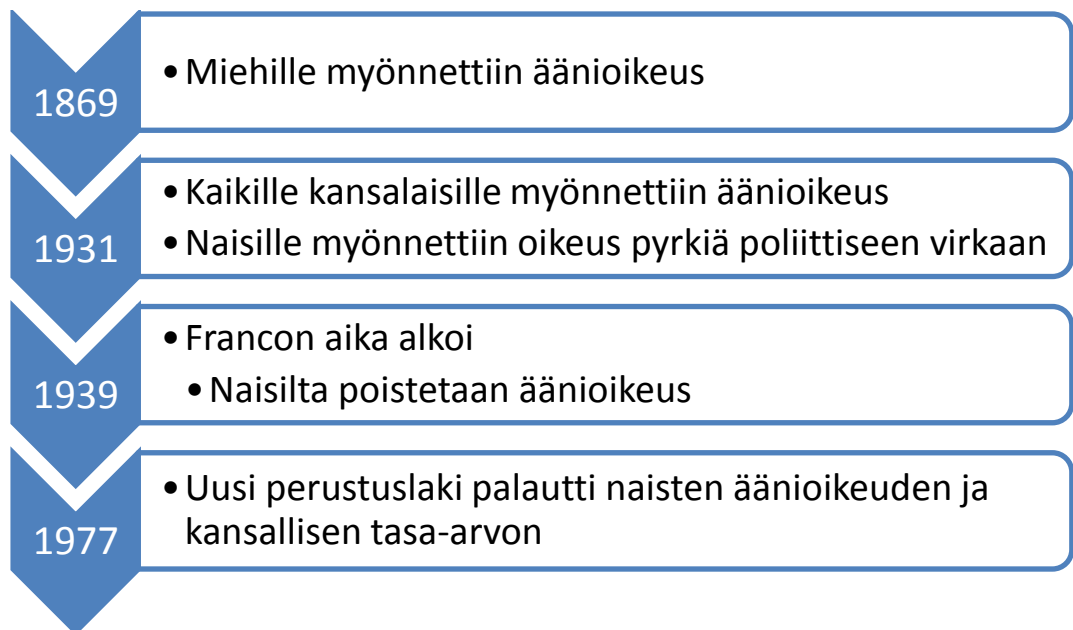 1869
• Miehille myönnettiin äänioikeus
1931
• Kaikille kansalaisille myönnettiin äänioikeus
• Naisille myönnettiin oikeus pyrkiä poliittiseen virkaan
1939
• Francon aika alkoi
• Naisilta poistetaan äänioikeus
1977
• Uusi perustuslaki palautti naisten äänioikeuden ja
kansallisen tasa-arvon